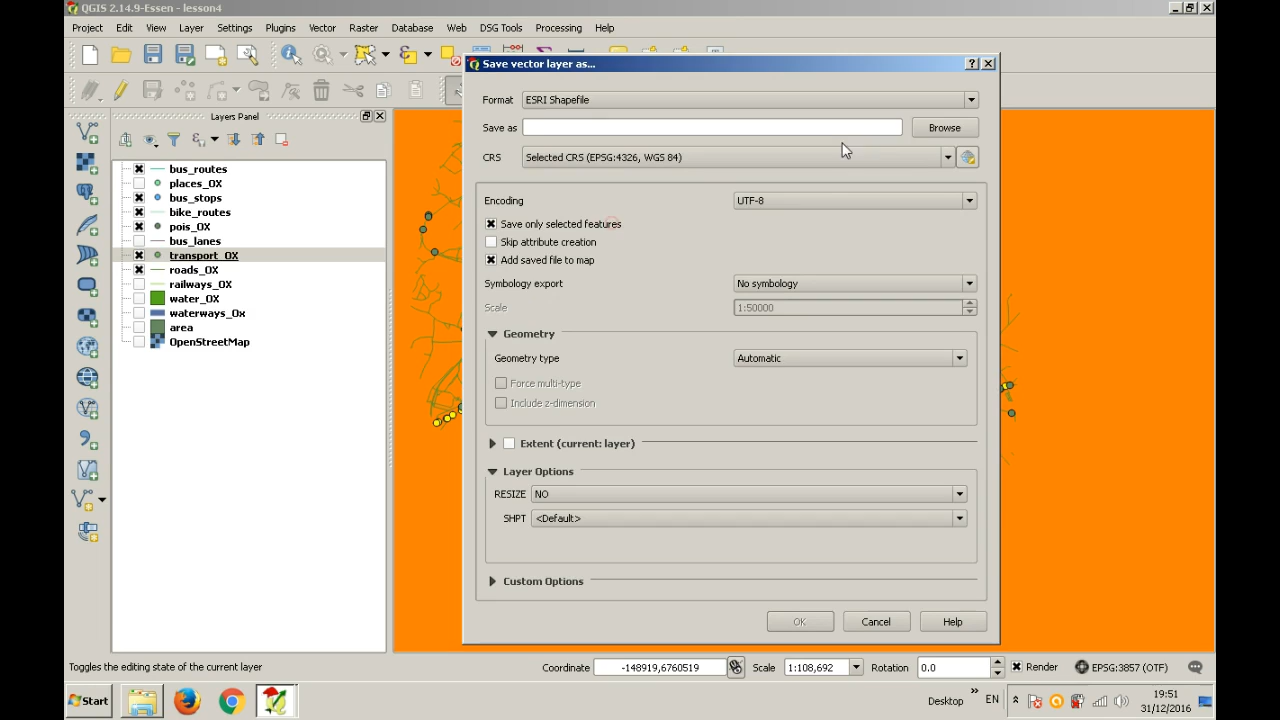 QGIS 2.14.9-Essen - lesson4
Project Edit View Layer Settings Plugins Vector Raster Database Web DSG Tools Processing Help
Layers Panel
bus_routes
places_OX
bus_stops
bike_routes
pois_OX
bus_lanes
transport_OX
roads_OX
railways_OX
water_OX
waterways_Ox
area
OpenStreetMap
Save vector layer as...
Format ESRI Shapefile
Save as Browse
CRS Selected CRS (EPSG:4326, WGS 84)
Encoding UTF-8
Save only selected features
Skip attribute creation
Add saved file to map
Symbology export No symbology
Scale 1:50000
Geometry
Geometry type Automatic
Force multi-type
Include z-dimension
Extent (current: layer)
Layer Options
RESIZE NO
SHPT <Default>
Custom Options
OK Cancel Help
Toggles the editing state of the current layer Coordinate -148919,6760519 Scale 1:108,692 Rotation 0.0 Render EPSG:3857 (OTF)
Start Desktop » EN 19:51
31/12/2016